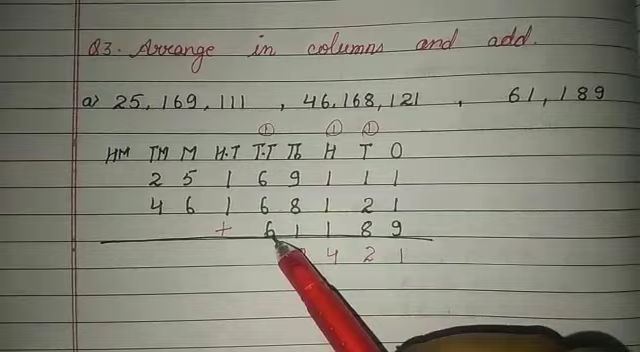 Q3. Arrange in columns and add.
a) 25,169,111 , 46,168,121 , 61,189
① ① ①
HM TM M H.T T.T Th H T O
2 5 1 6 9 1 1 1
4 6 1 6 8 1 2 1
+ 6 1 1 8 9
4 2 1